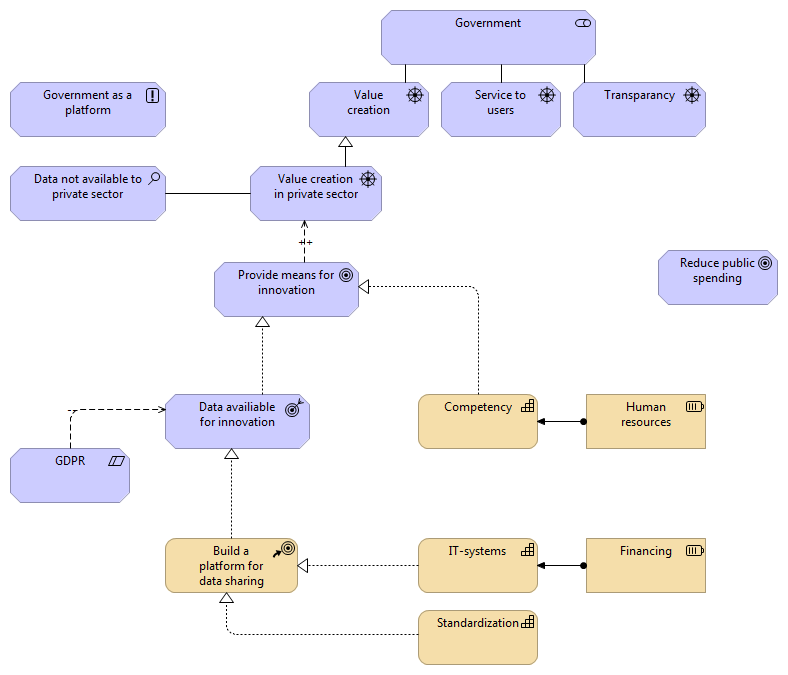 Government
Government as a
platform
Value
creation
Service to
users
Transparancy
Data not available to
private sector
Value creation
in private sector
++
Provide means for
innovation
Reduce public
spending
Data availiable
for innovation
Competency
Human
resources
GDPR
Build a
platform for
data sharing
IT-systems
Financing
Standardization